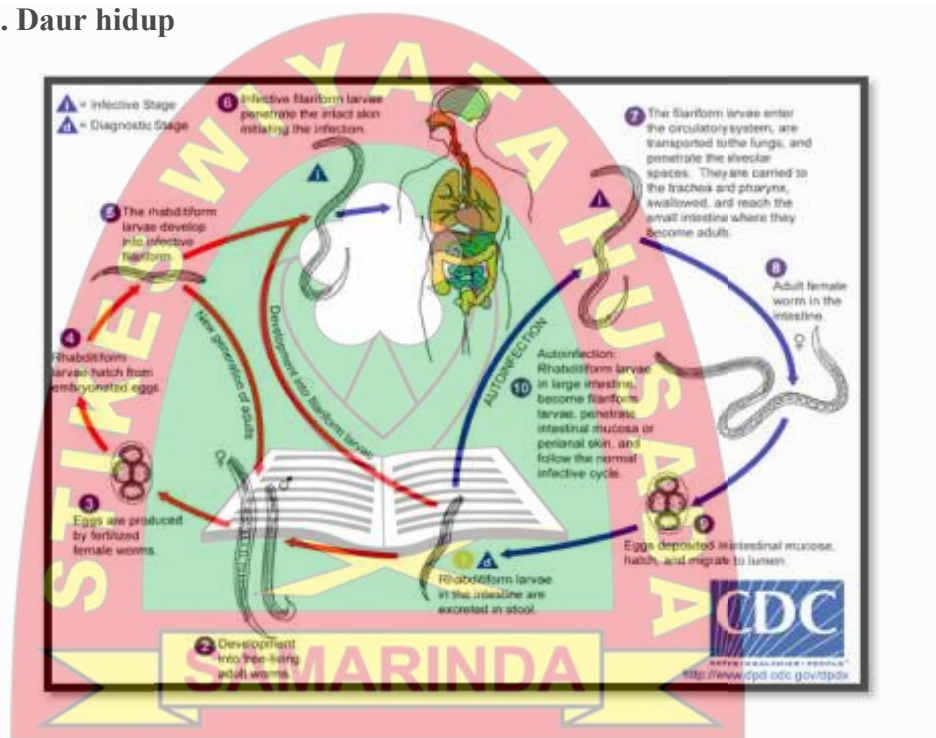 . Daur hidup
i = Infective Stage
d = Diagnostic Stage
6 Infective filariform larvae
penetrate the intact skin
initiating the infection.
i
7 The filariform larvae enter
the circulatory system, are
transported to the lungs, and
penetrate the alveolar
spaces. They are carried to
the trachea and pharynx,
swallowed, and reach the
small intestine where they
become adults.
i
5 The rhabditiform
larvae develop
into infective
filariform.
8
Adult female
worm in the
intestine.
♀
4
Rhabditiform
larvae hatch from
embryonated eggs.
New generation of adults
Development into filariform larvae
AUTOINFECTION
Autoinfection:
10 Rhabditiform larvae
in large intestine,
become filariform
larvae, penetrate
intestinal mucosa or
perianal skin, and
follow the normal
infective cycle.
♀
♂
3
Eggs are produced
by fertilized
female worms.
9
Eggs deposited in intestinal mucosa,
hatch, and migrate to lumen.
1 d
Rhabditiform larvae
in the intestine are
excreted in stool.
2 Development
into free-living
adult worms.
CDC
http://www.dpd.cdc.gov/dpdx
STIKES WIYATA HUSADA
SAMARINDA